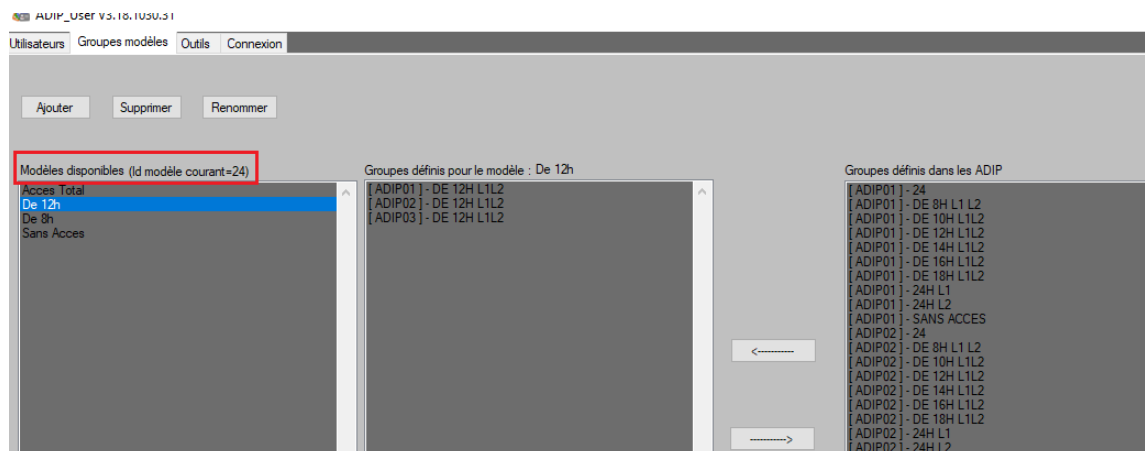 ADIP_User V3.18.1030.31
Utilisateurs Groupes modèles Outils Connexion
Ajouter Supprimer Renommer
Modèles disponibles (Id modèle courant=24)
Acces Total
De 12h
De 8h
Sans Acces
Groupes définis pour le modèle : De 12h
[ ADIP01 ] - DE 12H L1L2
[ ADIP02 ] - DE 12H L1L2
[ ADIP03 ] - DE 12H L1L2
<-----------
----------->
Groupes définis dans les ADIP
[ ADIP01 ] - 24
[ ADIP01 ] - DE 8H L1 L2
[ ADIP01 ] - DE 10H L1L2
[ ADIP01 ] - DE 12H L1L2
[ ADIP01 ] - DE 14H L1L2
[ ADIP01 ] - DE 16H L1L2
[ ADIP01 ] - DE 18H L1L2
[ ADIP01 ] - 24H L1
[ ADIP01 ] - 24H L2
[ ADIP01 ] - SANS ACCES
[ ADIP02 ] - 24
[ ADIP02 ] - DE 8H L1 L2
[ ADIP02 ] - DE 10H L1L2
[ ADIP02 ] - DE 12H L1L2
[ ADIP02 ] - DE 14H L1L2
[ ADIP02 ] - DE 16H L1L2
[ ADIP02 ] - DE 18H L1L2
[ ADIP02 ] - 24H L1
[ ADIP02 ] - 24H L2